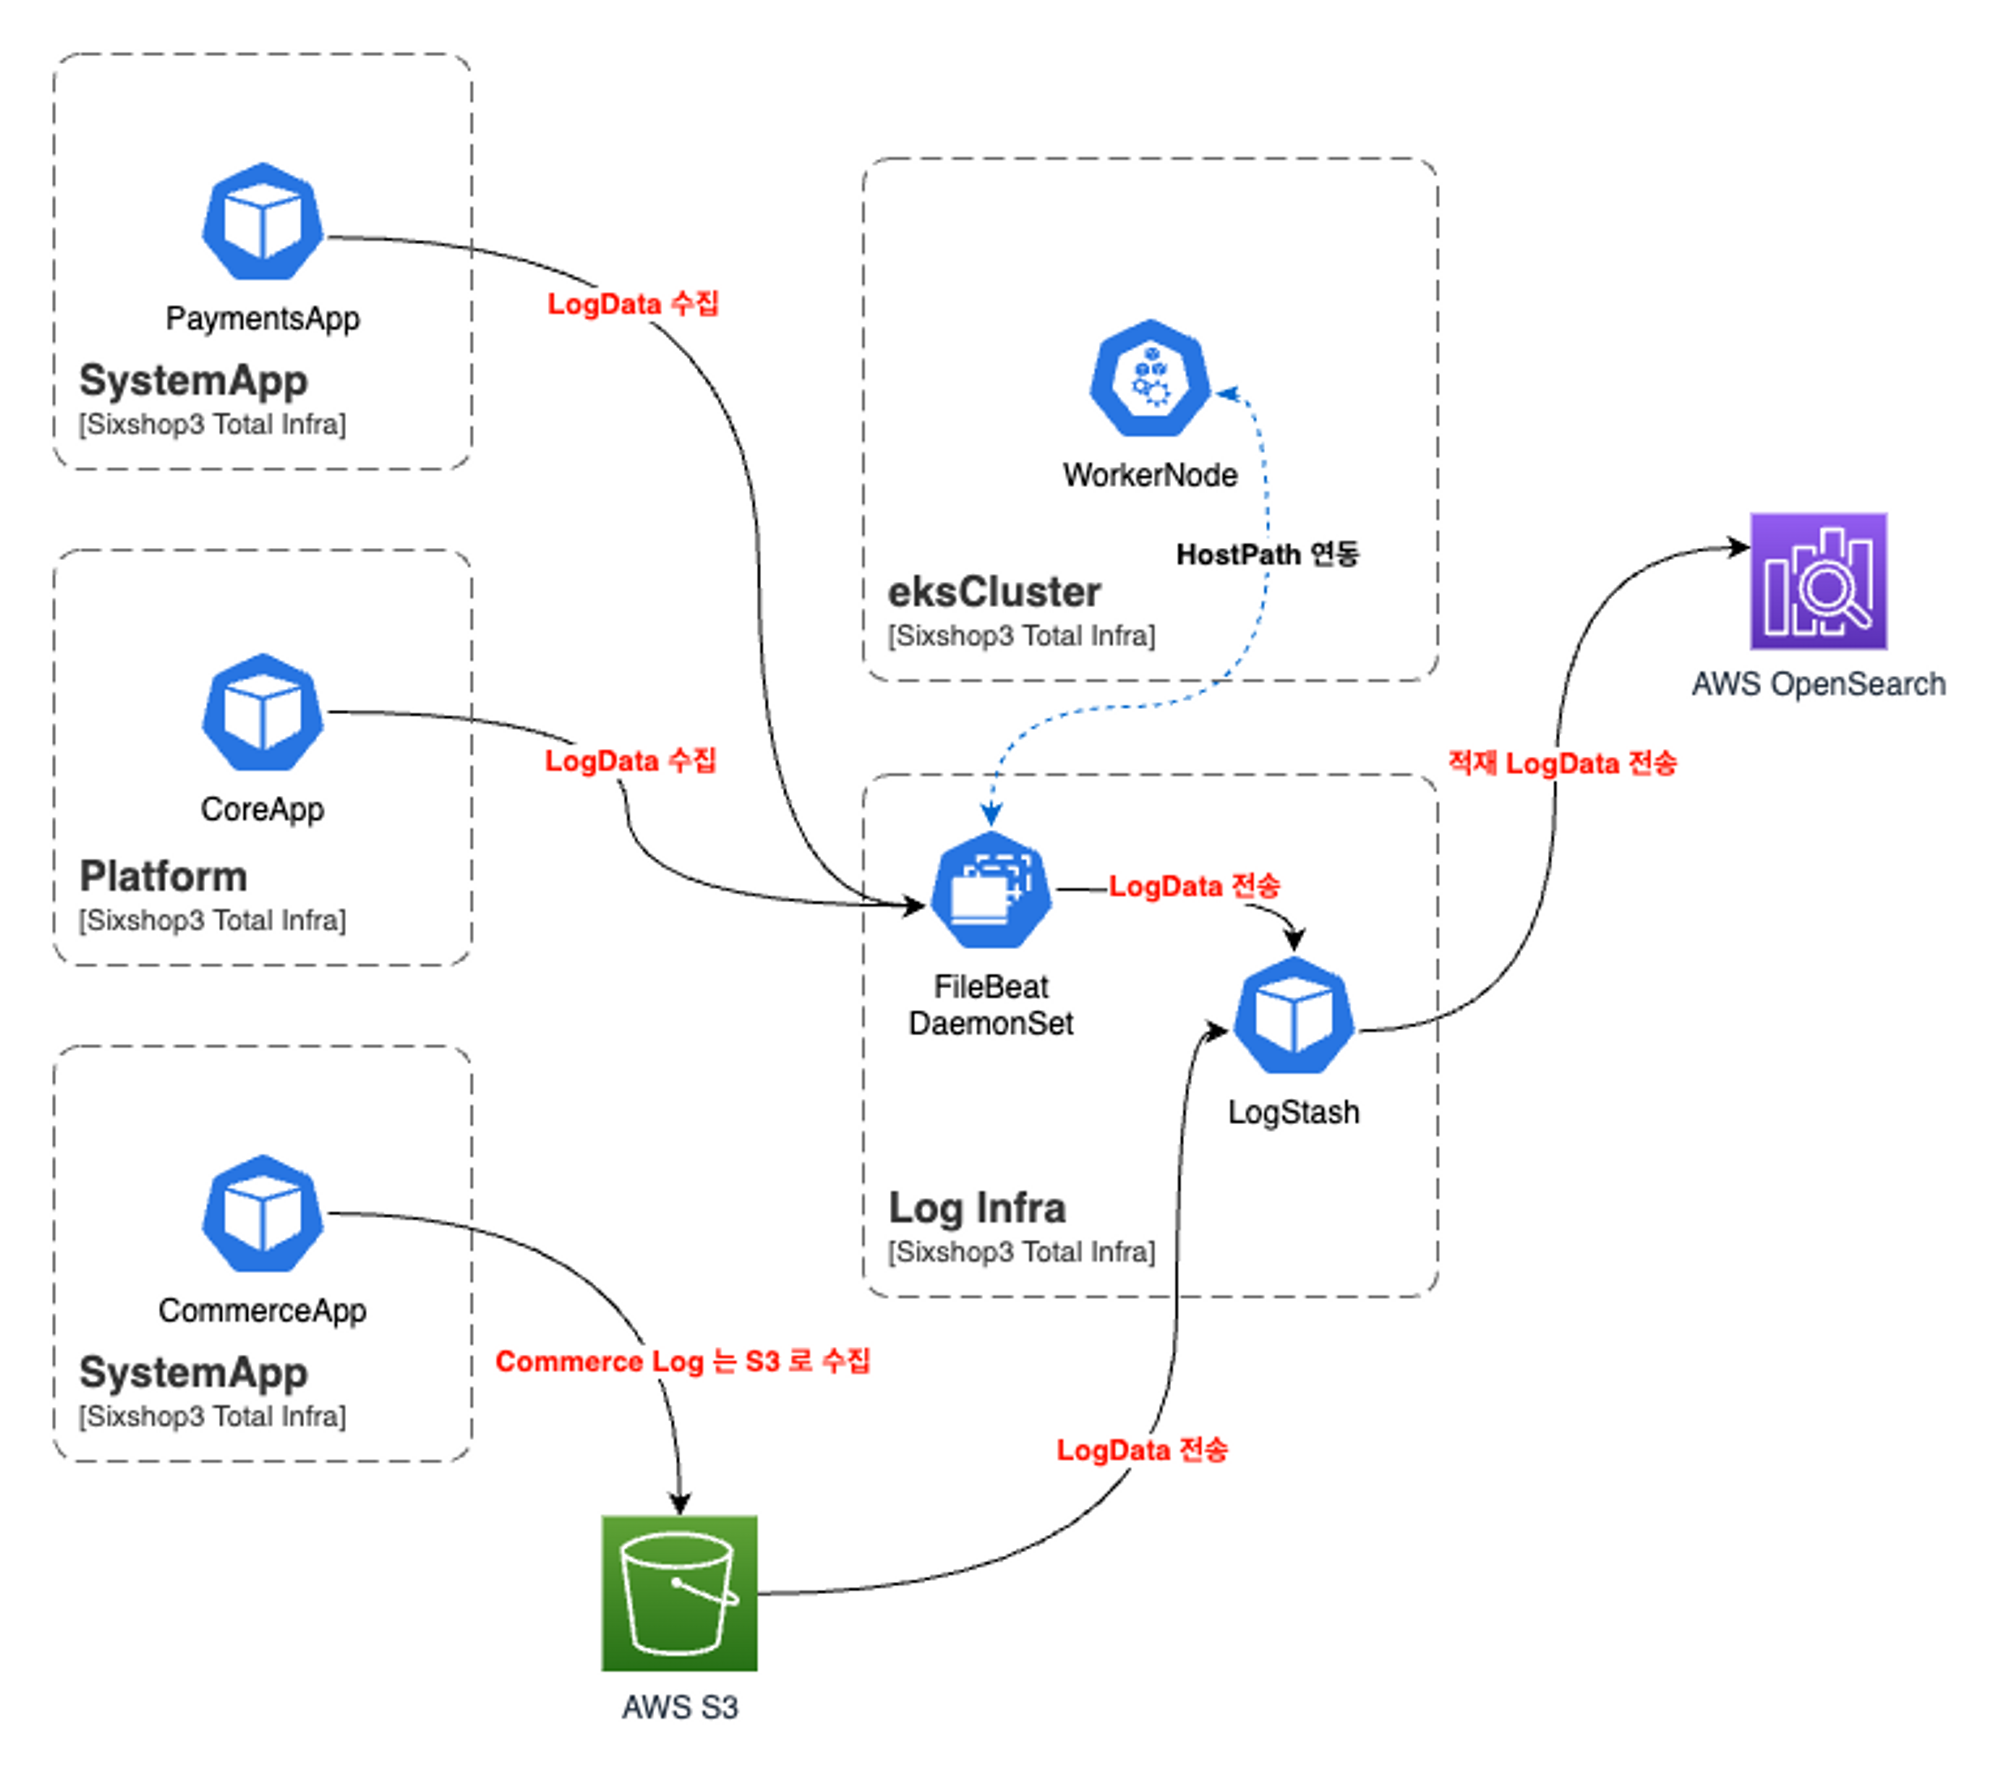 PaymentsApp
SystemApp
[Sixshop3 Total Infra]
LogData 수집
CoreApp
Platform
[Sixshop3 Total Infra]
LogData 수집
CommerceApp
SystemApp
[Sixshop3 Total Infra]
Commerce Log 는 S3 로 수집
AWS S3
WorkerNode
HostPath 연동
eksCluster
[Sixshop3 Total Infra]
FileBeat
DaemonSet
LogData 전송
LogStash
Log Infra
[Sixshop3 Total Infra]
LogData 전송
적재 LogData 전송
AWS OpenSearch